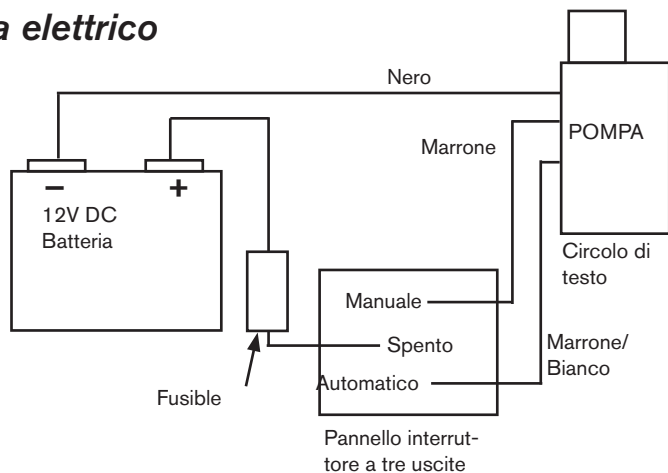 a elettrico
Nero
Marrone
POMPA
– +
12V DC
Batteria
Circolo di
testo
Manuale
Spento
Marrone/
Bianco
Automatico
Fusible
Pannello interrut-
tore a tre uscite